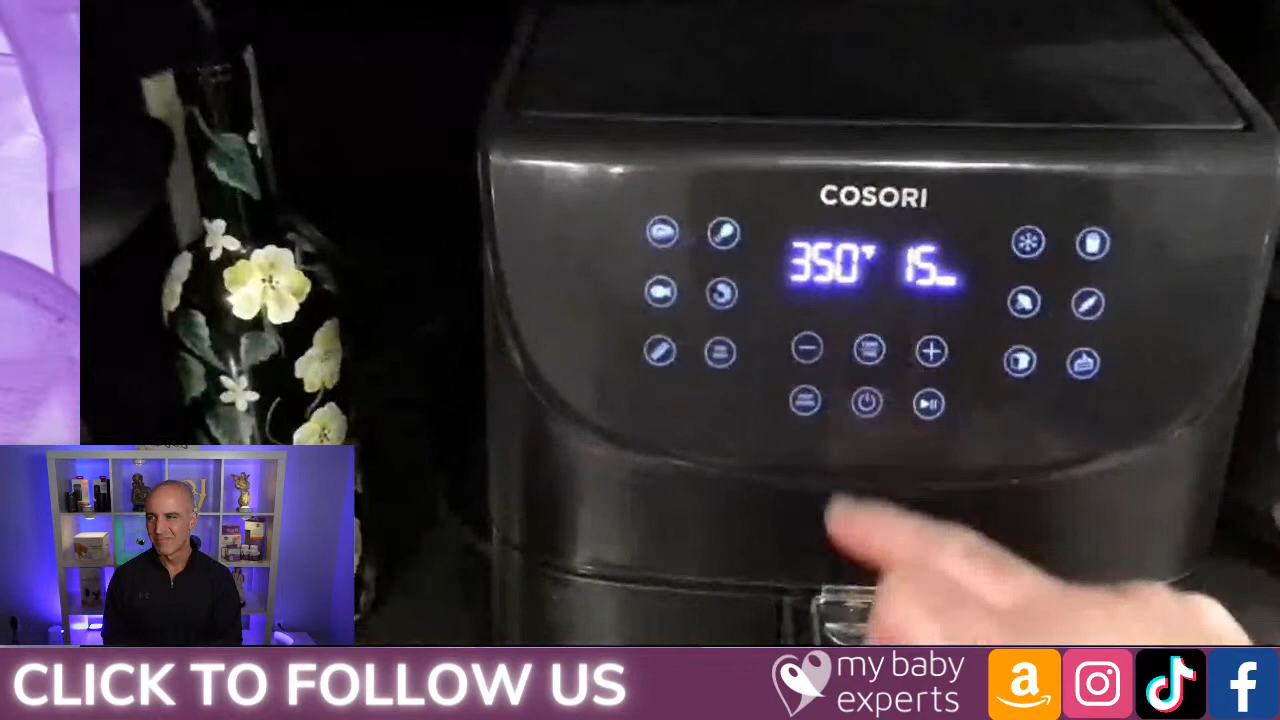 COSORI
350°F 15
CLICK TO FOLLOW US
my baby
experts